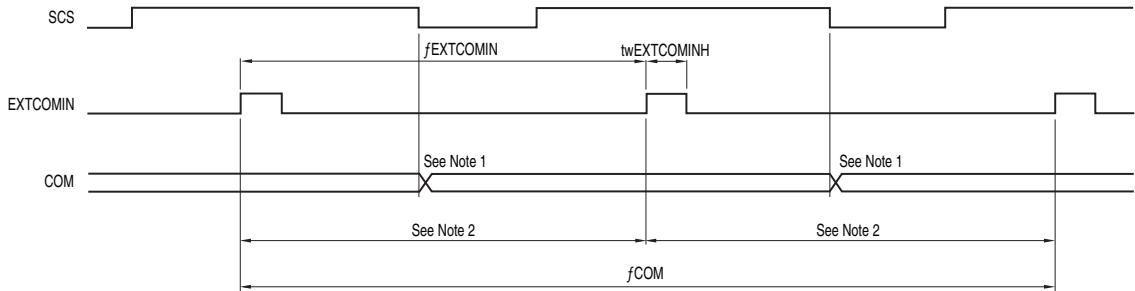 SCS
ƒEXTCOMIN
twEXTCOMINH
EXTCOMIN
See Note 1
See Note 1
COM
See Note 2
See Note 2
ƒCOM